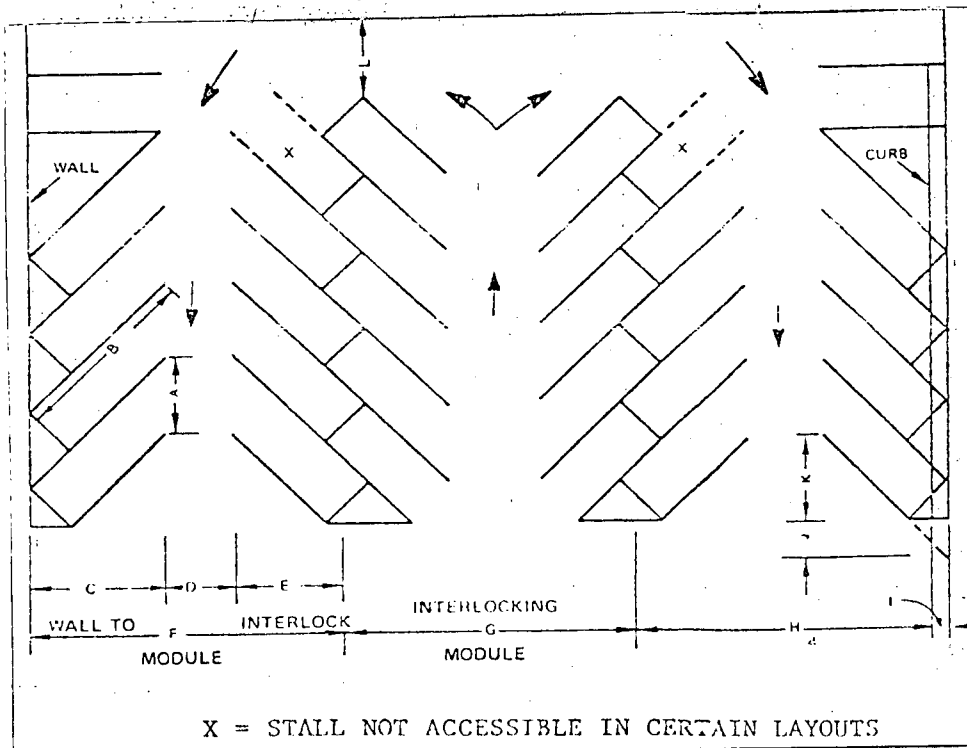 L
X
X
WALL
CURB
B
A
K
J
C
D
E
I
WALL TO
F
INTERLOCK
INTERLOCKING
G
H
MODULE
MODULE
X = STALL NOT ACCESSIBLE IN CERTAIN LAYOUTS